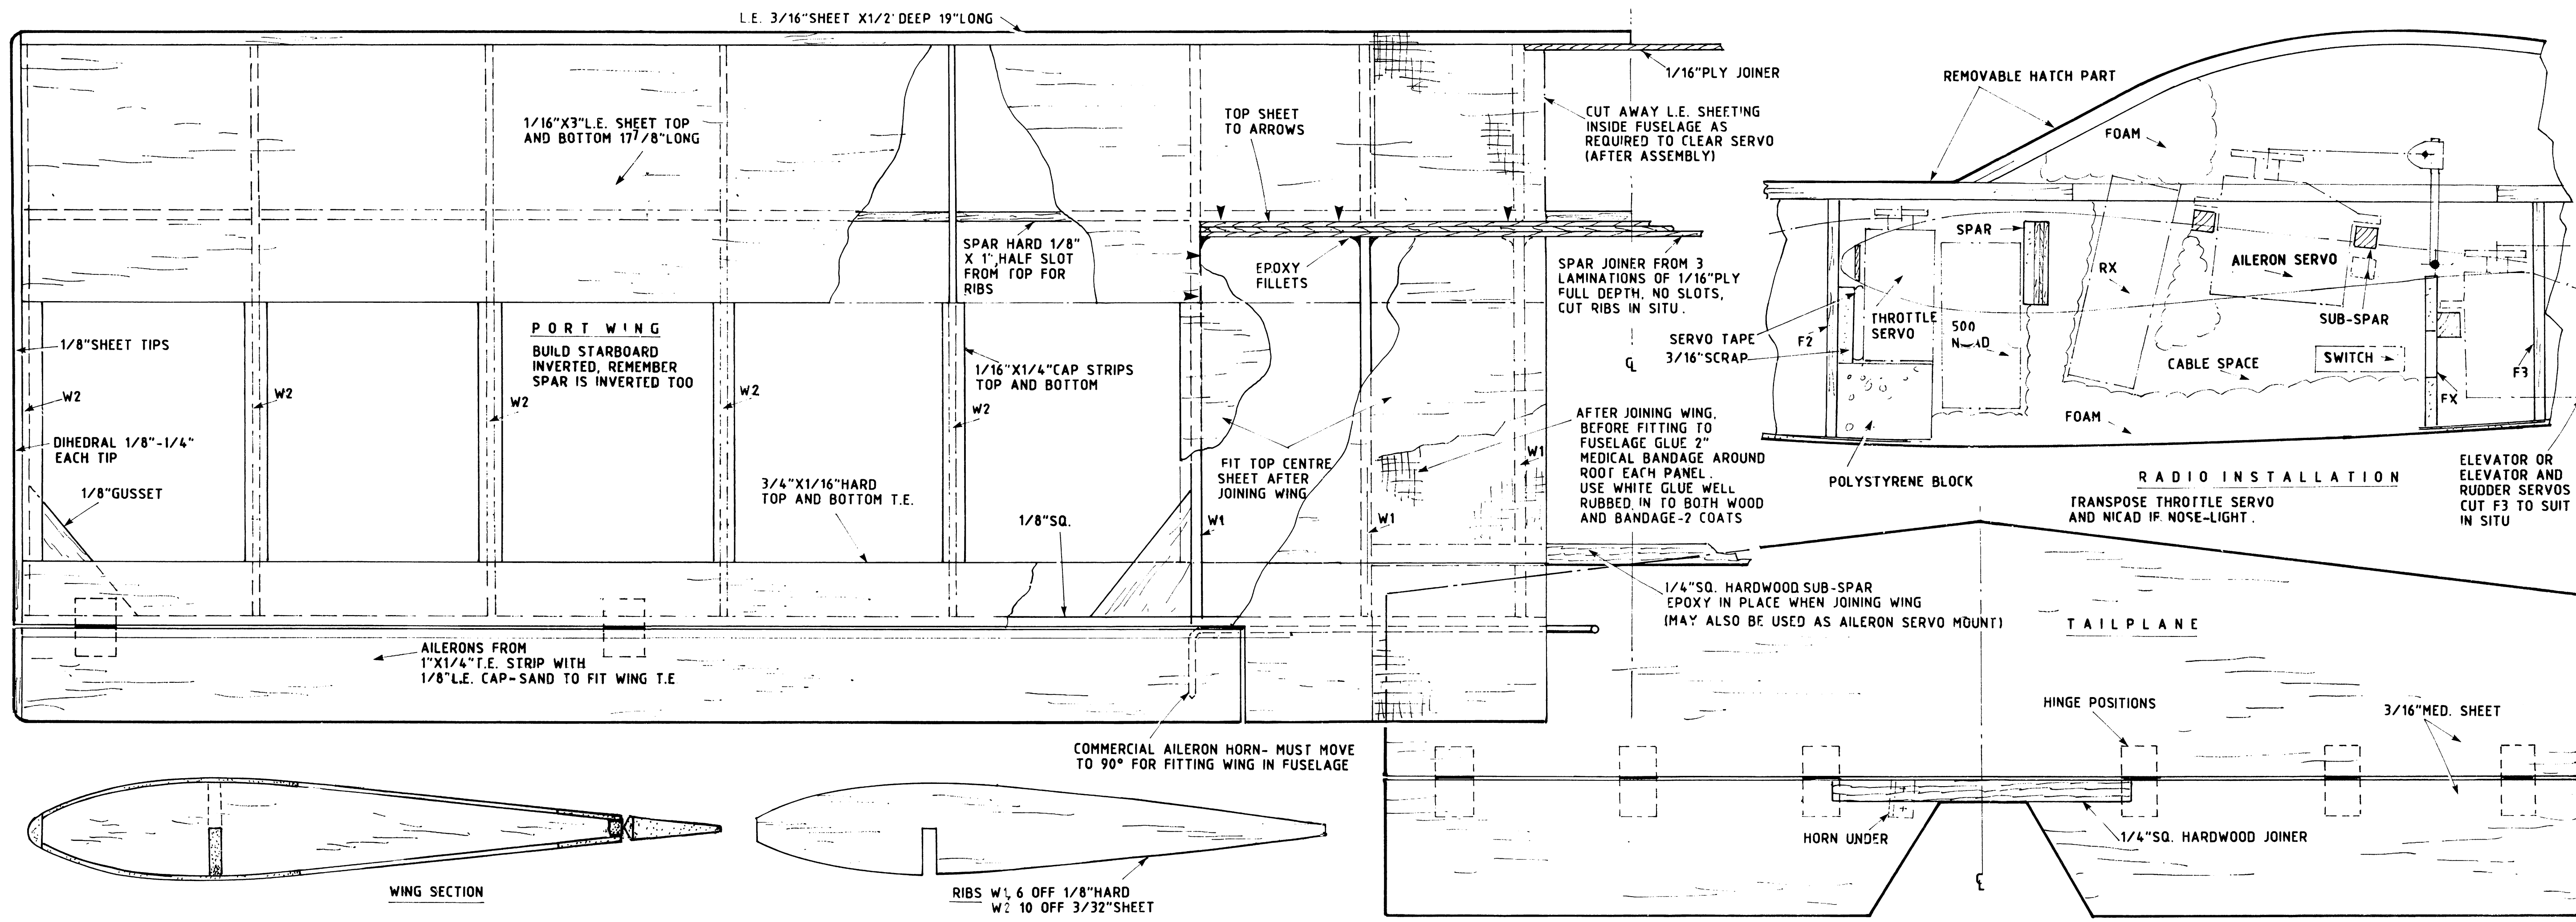 L.E. 3/16"SHEET X1/2' DEEP 19"LONG
1/16"PLY JOINER
CUT AWAY L.E. SHEETING
INSIDE FUSELAGE AS
REQUIRED TO CLEAR SERVO
(AFTER ASSEMBLY)
TOP SHEET
TO ARROWS
1/16"X3"L.E. SHEET TOP
AND BOTTOM 17 7/8"LONG
SPAR HARD 1/8"
X 1", HALF SLOT
FROM TOP FOR
RIBS
EPOXY
FILLETS
SPAR JOINER FROM 3
LAMINATIONS OF 1/16"PLY
FULL DEPTH, NO SLOTS,
CUT RIBS IN SITU.
1/8"SHEET TIPS
PORT WING
BUILD STARBOARD
INVERTED, REMEMBER
SPAR IS INVERTED TOO
1/16"X1/4"CAP STRIPS
TOP AND BOTTOM
W2
W2
W2
W2
W2
DIHEDRAL 1/8"-1/4"
EACH TIP
1/8"GUSSET
3/4"X1/16"HARD
TOP AND BOTTOM T.E.
1/8"SQ.
FIT TOP CENTRE
SHEET AFTER
JOINING WING
W1
W1
W1
AFTER JOINING WING,
BEFORE FITTING TO
FUSELAGE GLUE 2"
MEDICAL BANDAGE AROUND
ROOT EACH PANEL.
USE WHITE GLUE WELL
RUBBED IN TO BOTH WOOD
AND BANDAGE-2 COATS
℄
1/4"SQ. HARDWOOD SUB-SPAR
EPOXY IN PLACE WHEN JOINING WING
(MAY ALSO BE USED AS AILERON SERVO MOUNT)
AILERONS FROM
1"X1/4"T.E. STRIP WITH
1/8"L.E. CAP-SAND TO FIT WING T.E
COMMERCIAL AILERON HORN- MUST MOVE
TO 90° FOR FITTING WING IN FUSELAGE
WING SECTION
RIBS W1, 6 OFF 1/8"HARD
W2 10 OFF 3/32"SHEET
REMOVABLE HATCH PART
FOAM
SPAR
RX
AILERON SERVO
SUB-SPAR
THROTTLE
SERVO
500
SERVO TAPE
3/16"SCRAP
F2
CABLE SPACE
SWITCH
F3
FX
FOAM
POLYSTYRENE BLOCK
RADIO INSTALLATION
TRANSPOSE THROTTLE SERVO
AND NICAD IF NOSE-LIGHT.
ELEVATOR OR
ELEVATOR AND
RUDDER SERVOS
CUT F3 TO SUIT
IN SITU
TAILPLANE
HINGE POSITIONS
3/16"MED. SHEET
HORN UNDER
1/4"SQ. HARDWOOD JOINER
℄